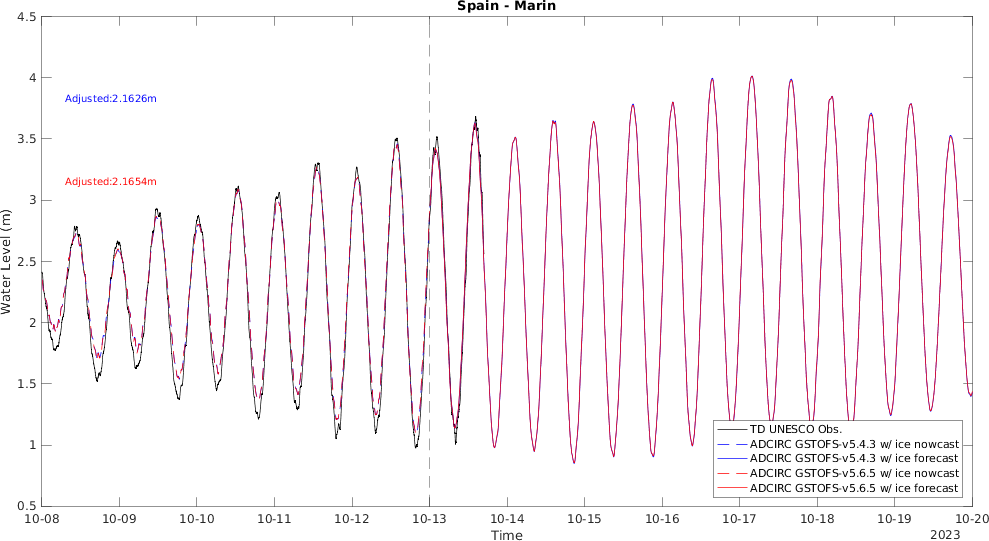 Spain - Marin
4.5
4
3.5
3
2.5
2
1.5
1
0.5
Water Level (m)
Adjusted:2.1626m
Adjusted:2.1654m
TD UNESCO Obs.
ADCIRC GSTOFS-v5.4.3 w/ ice nowcast
ADCIRC GSTOFS-v5.4.3 w/ ice forecast
ADCIRC GSTOFS-v5.6.5 w/ ice nowcast
ADCIRC GSTOFS-v5.6.5 w/ ice forecast
10-08 10-09 10-10 10-11 10-12 10-13 10-14 10-15 10-16 10-17 10-18 10-19 10-20
Time
2023